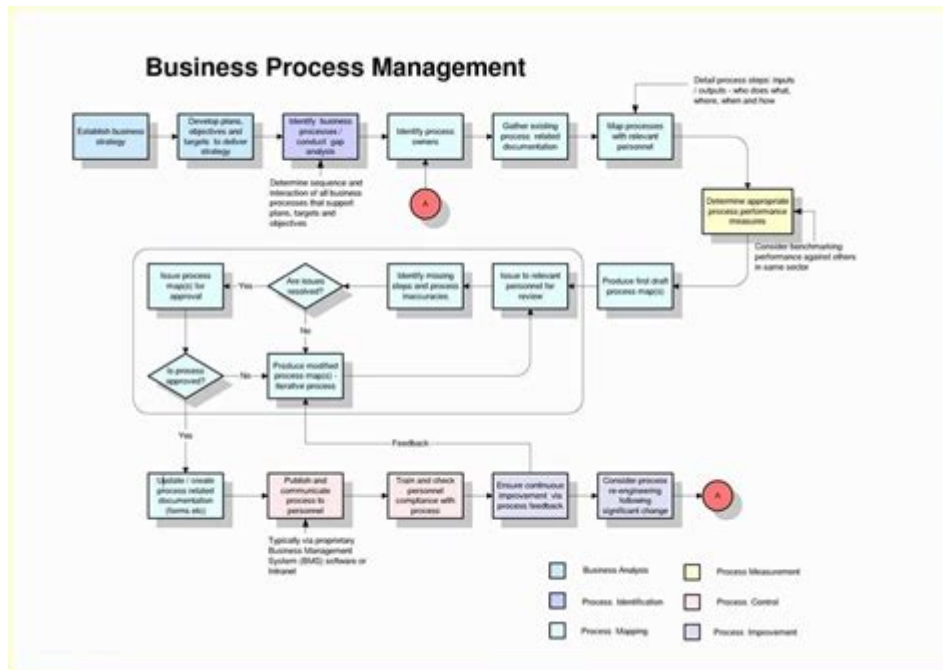 Business Process Management
Detail process steps: inputs
/ outputs - who does what,
where, when and how
Establish business
strategy
Develop plans,
objectives and
targets to deliver
strategy
Identify business
processes /
conduct gap
analysis
Identify process
owners
Gather existing
process related
documentation
Map processes
with relevant
personnel
Determine sequence and
interaction of all business
processes that support
plans, targets and
objectives
A
Determine appropriate
process performance
measures
Consider benchmarking
performance against others
in same sector
Issue process
map(s) for
approval
Yes
Are issues
resolved?
Identify missing
steps and process
inaccuracies
Issue to relevant
personnel for
review
Produce first draft
process map(s)
No
Is process
approved?
No
Produce modified
process map(s) -
iterative process
Yes
Feedback
Update / create
process related
documentation
(forms etc)
Publish and
communicate
process to
personnel
Train and check
personnel
compliance with
process
Ensure continuous
improvement via
process feedback
Consider process
re-engineering
following
significant change
A
Typically via proprietary
Business Management
System (BMS) software or
Intranet
Business Analysis
Process Measurement
Process Identification
Process Control
Process Mapping
Process Improvement